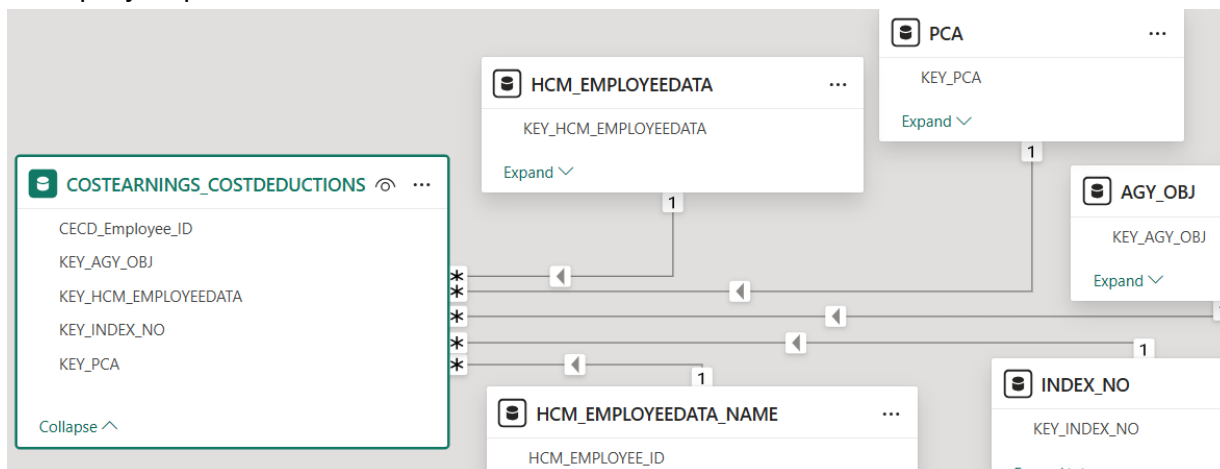 PCA
KEY_PCA
Expand
1
HCM_EMPLOYEEDATA
KEY_HCM_EMPLOYEEDATA
Expand
1
COSTEARNINGS_COSTDEDUCTIONS
CECD_Employee_ID
KEY_AGY_OBJ
KEY_HCM_EMPLOYEEDATA
KEY_INDEX_NO
KEY_PCA
Collapse
*
*
*
*
*
AGY_OBJ
KEY_AGY_OBJ
Expand
1
INDEX_NO
KEY_INDEX_NO
1
HCM_EMPLOYEEDATA_NAME
HCM_EMPLOYEE_ID